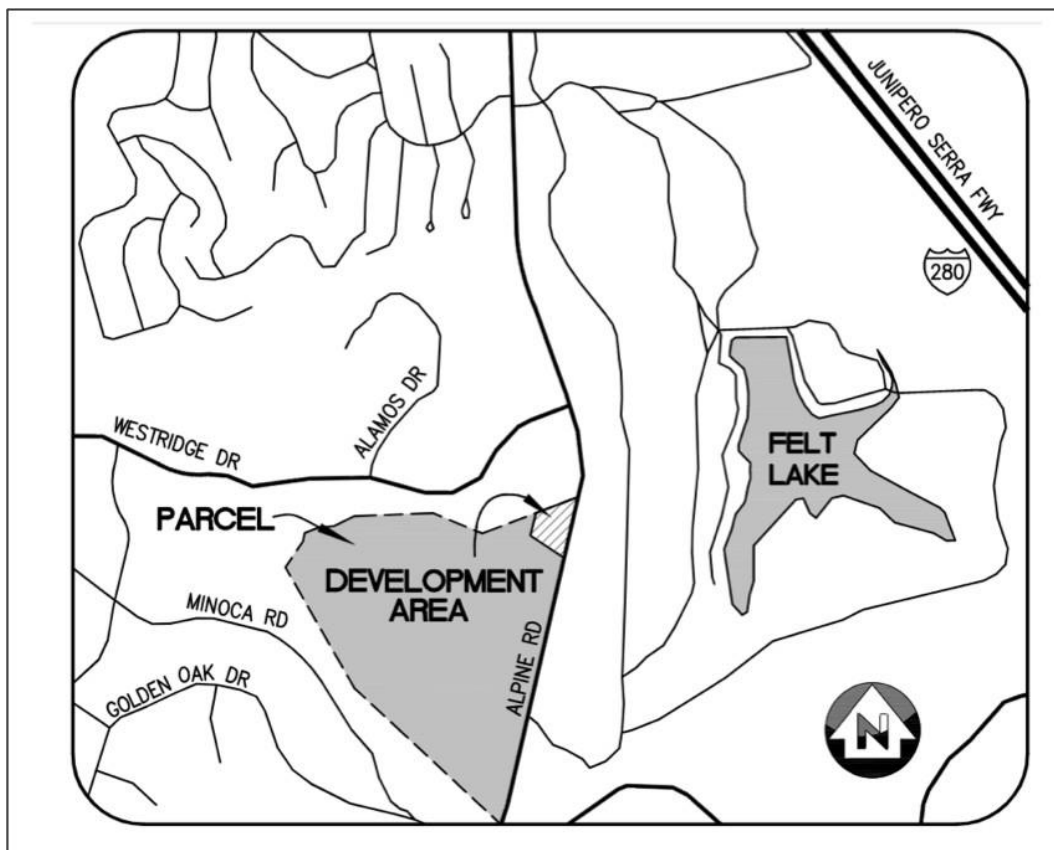 JUNIPERO SERRA FWY
280
ALAMOS DR
WESTRIDGE DR
FELT
LAKE
PARCEL
DEVELOPMENT
AREA
MINOCA RD
ALPINE RD
GOLDEN OAK DR
N